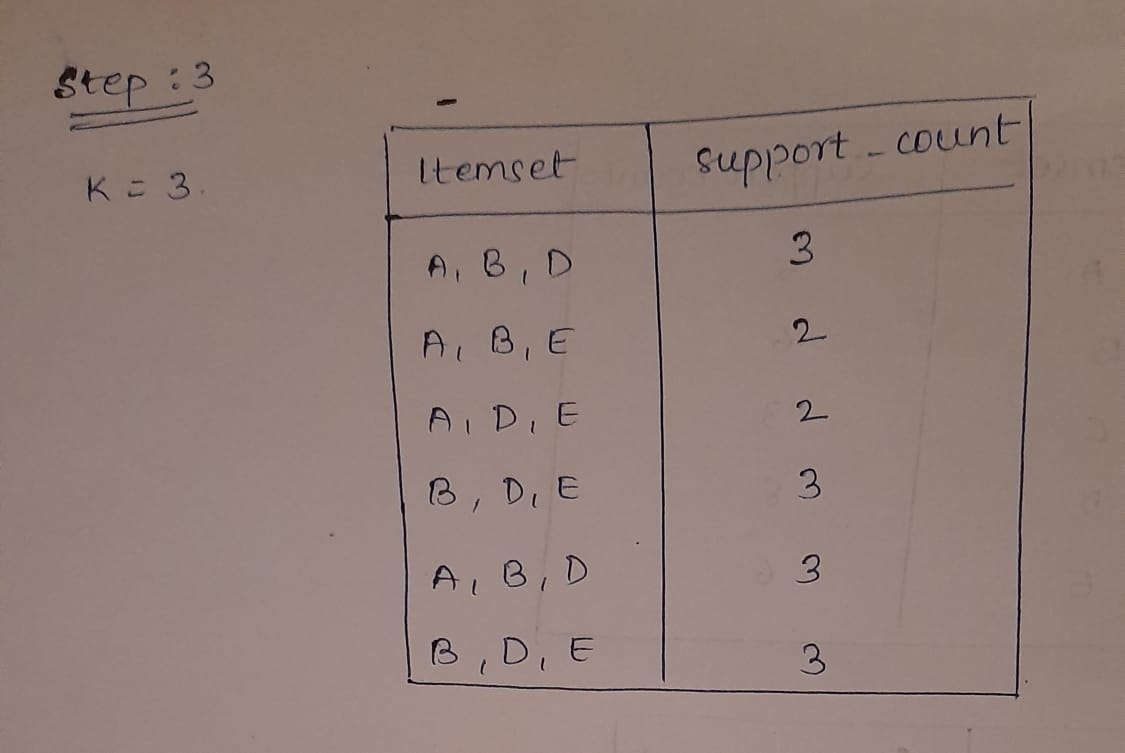 Step : 3
K = 3.
Itemset support - count
A, B, D 3
A, B, E 2
A, D, E 2
B, D, E 3
A, B, D 3
B, D, E 3